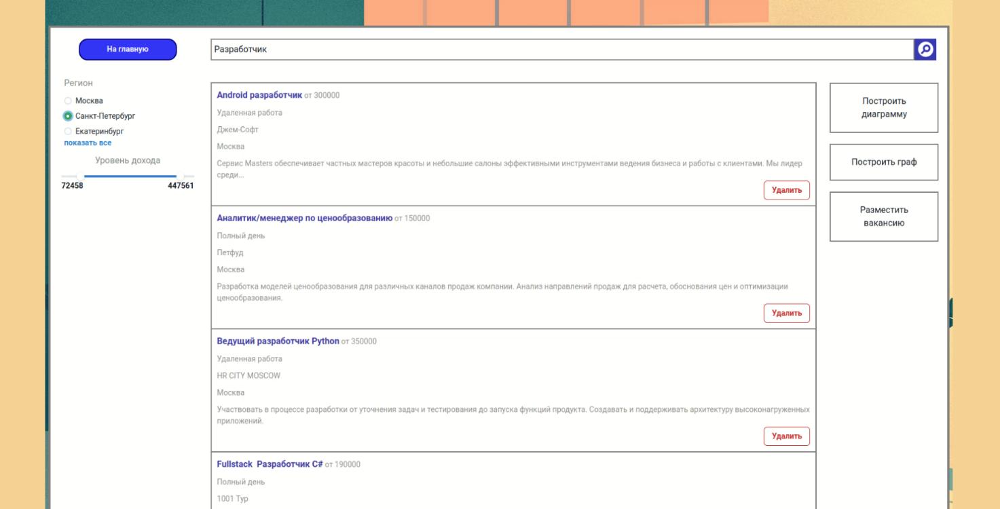 На главную
Разработчик
Регион
Москва
Санкт-Петербург
Екатеринбург
показать все
Уровень дохода
72458 447561
Android разработчик от 300000
Удаленная работа
Джем-Софт
Москва
Сервис Masters обеспечивает частных мастеров красоты и небольшие салоны эффективными инструментами ведения бизнеса и работы с клиентами. Мы лидер
среди...
Удалить
Аналитик/менеджер по ценообразованию от 150000
Полный день
Петфуд
Москва
Разработка моделей ценообразования для различных каналов продаж компании. Анализ направлений продаж для расчета, обоснования цен и оптимизации
ценообразования.
Удалить
Ведущий разработчик Python от 350000
Удаленная работа
HR CITY MOSCOW
Москва
Участвовать в процессе разработки от уточнения задач и тестирования до запуска функций продукта. Создавать и поддерживать архитектуру высоконагруженных
приложений.
Удалить
Fullstack Разработчик C# от 190000
Полный день
1001 Тур
Построить
диаграмму
Построить граф
Разместить
вакансию